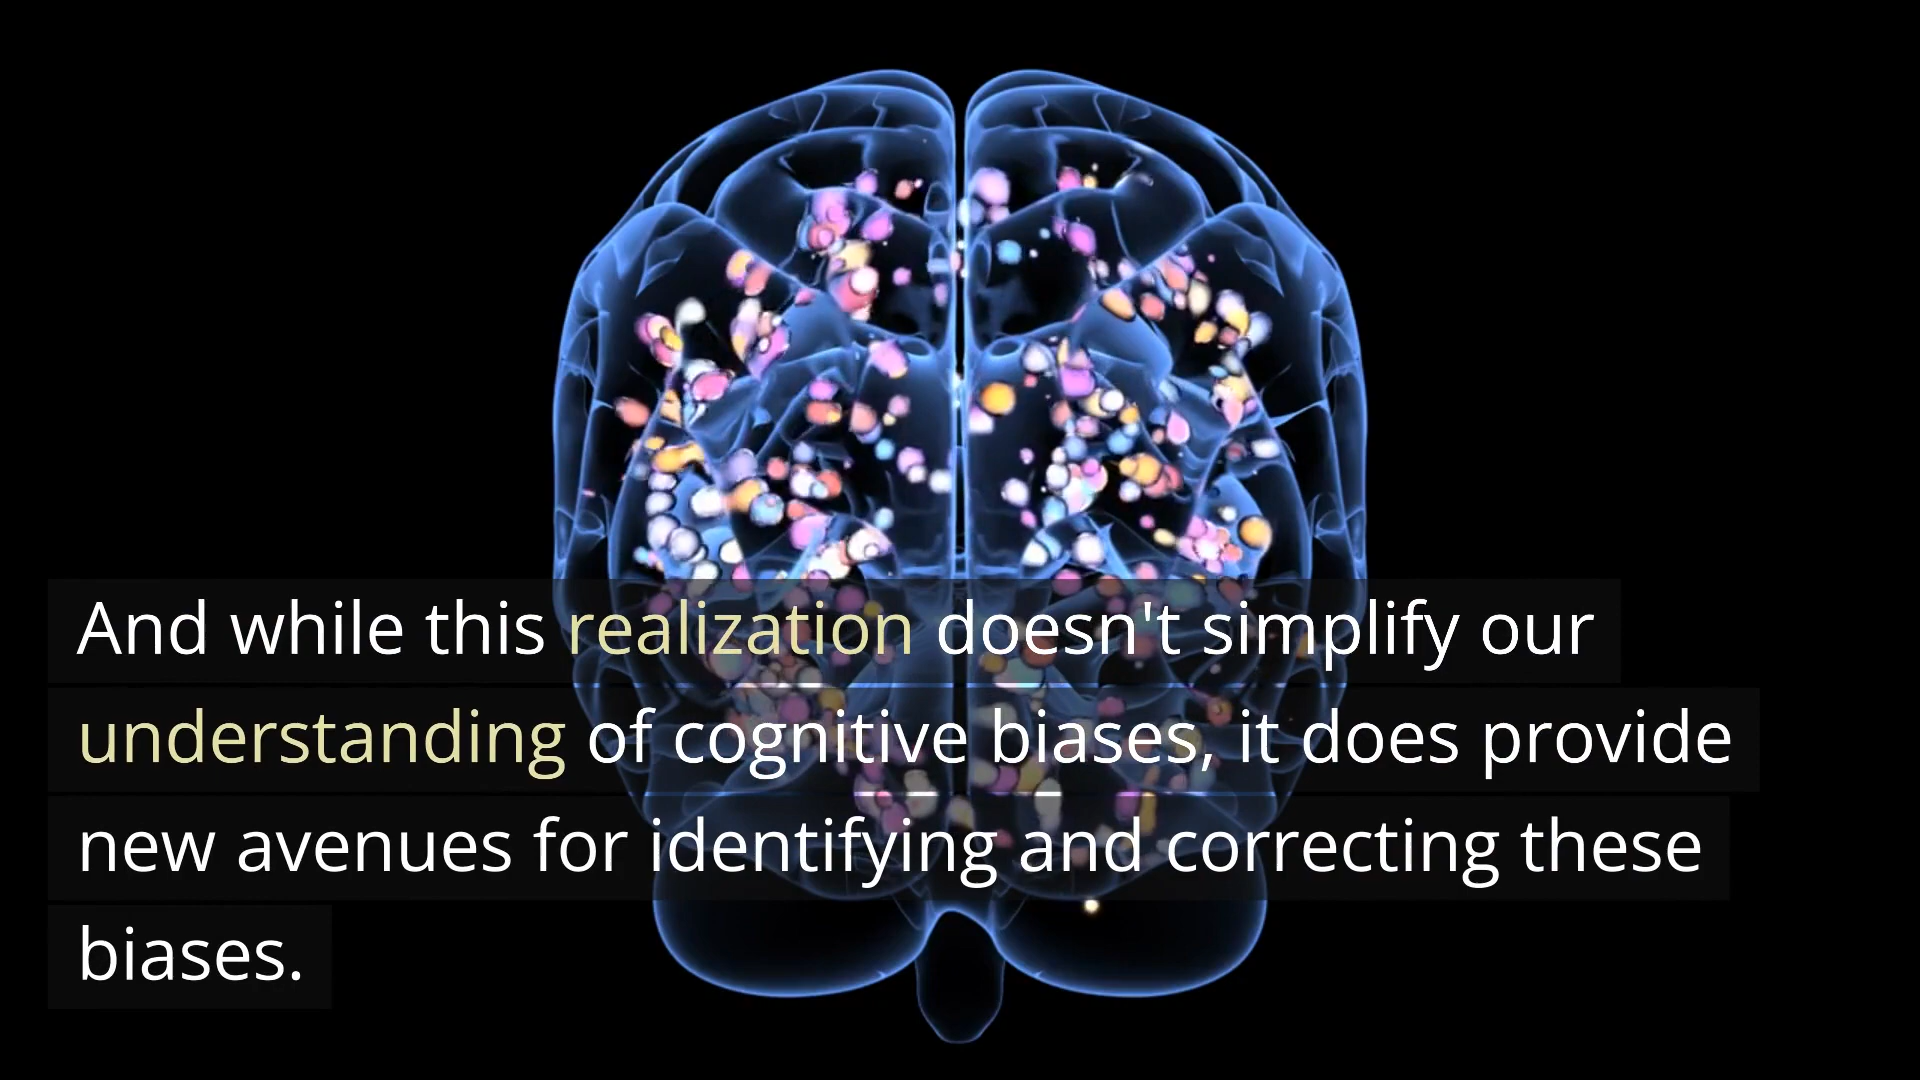 And while this realization doesn't simplify our
understanding of cognitive biases, it does provide
new avenues for identifying and correcting these
biases.